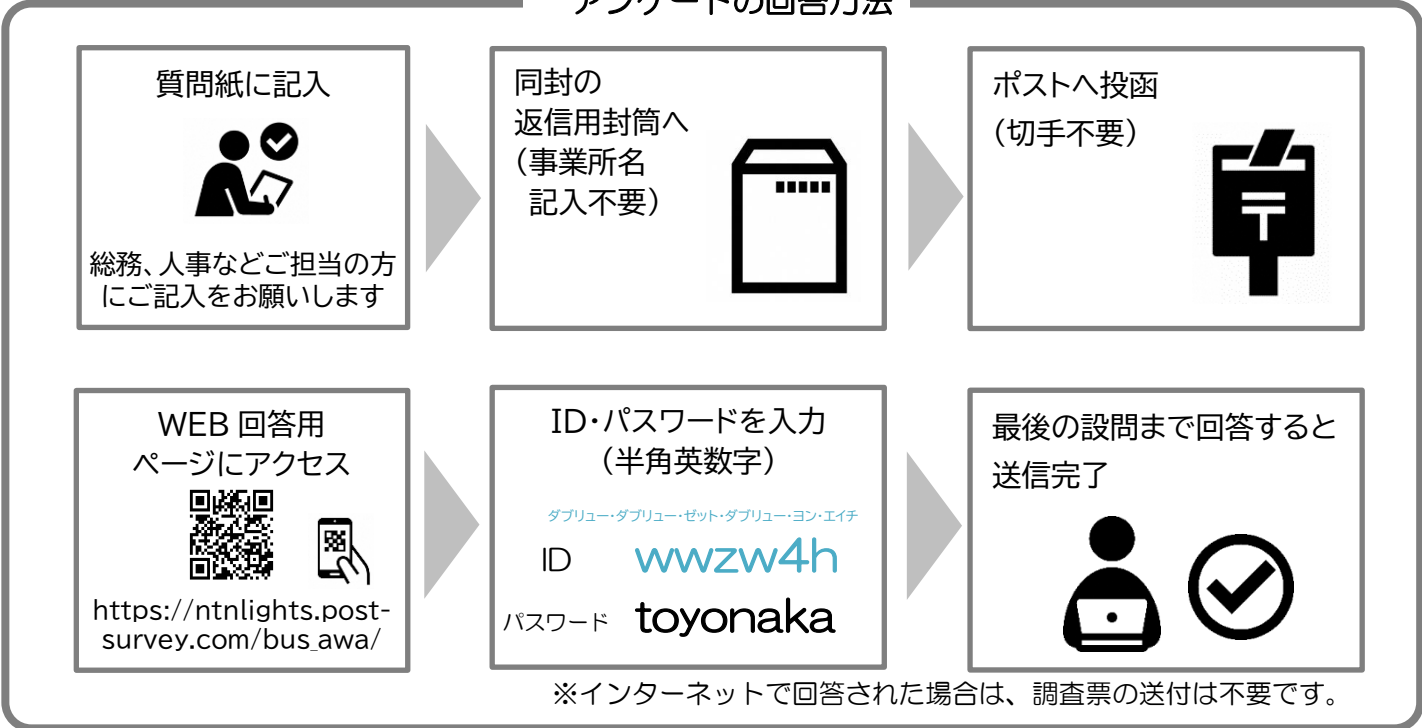 アンケートの回答方法
質問紙に記入
総務、人事などご担当の方
にご記入をお願いします
同封の
返信用封筒へ
（事業所名
記入不要）
ポストへ投函
（切手不要）
WEB 回答用
ページにアクセス
https://ntnlights.post-
survey.com/bus_awa/
ID・パスワードを入力
（半角英数字）
ダブリュー・ダブリュー・ゼット・ダブリュー・ヨン・エイチ
ID wwzw4h
パスワード toyonaka
最後の設問まで回答すると
送信完了
※インターネットで回答された場合は、調査票の送付は不要です。